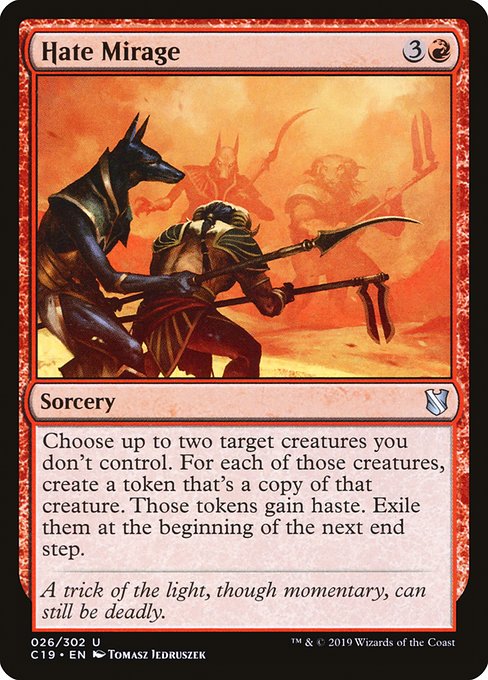 Hate Mirage 3
Sorcery
Choose up to two target creatures you
don't control. For each of those creatures,
create a token that's a copy of that
creature. Those tokens gain haste. Exile
them at the beginning of the next end
step.
A trick of the light, though momentary, can
still be deadly.
026/302 U
C19 • EN Tomasz Jedruszek
™ & © 2019 Wizards of the Coast